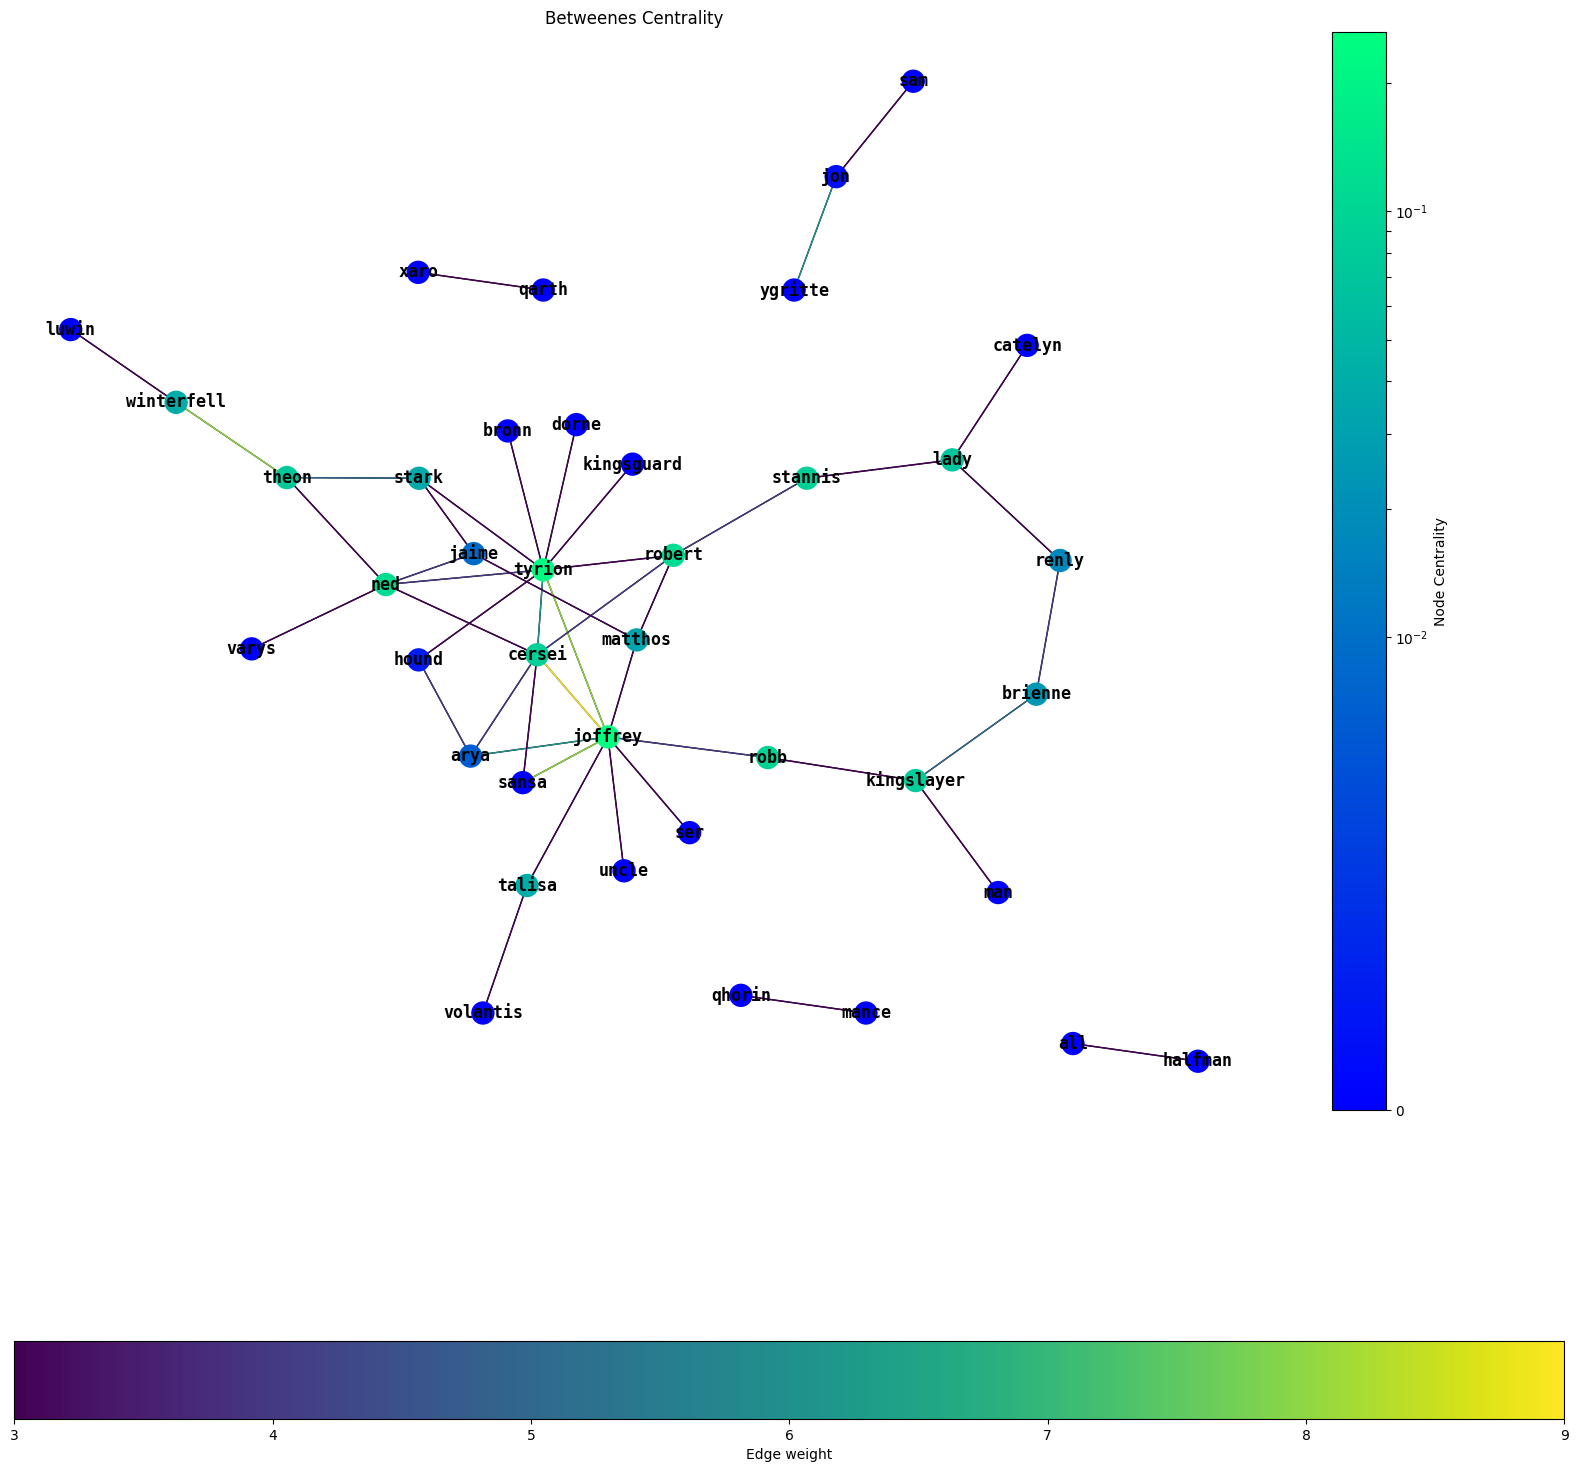 Betweenes Centrality
sam
jon
xaro
qarth
ygritte
luwin
catelyn
winterfell
bronn
dorne
kingsguard
theon
stark
stannis
lady
jaime
tyrion
robert
renly
ned
varys
hound
cersei
matthos
brienne
arya
joffrey
robb
sansa
kingslayer
ser
uncle
talisa
man
volantis
qhorin
mance
all
halfman
10⁻¹
10⁻²
0
Node Centrality
3 4 5 6 7 8 9
Edge weight